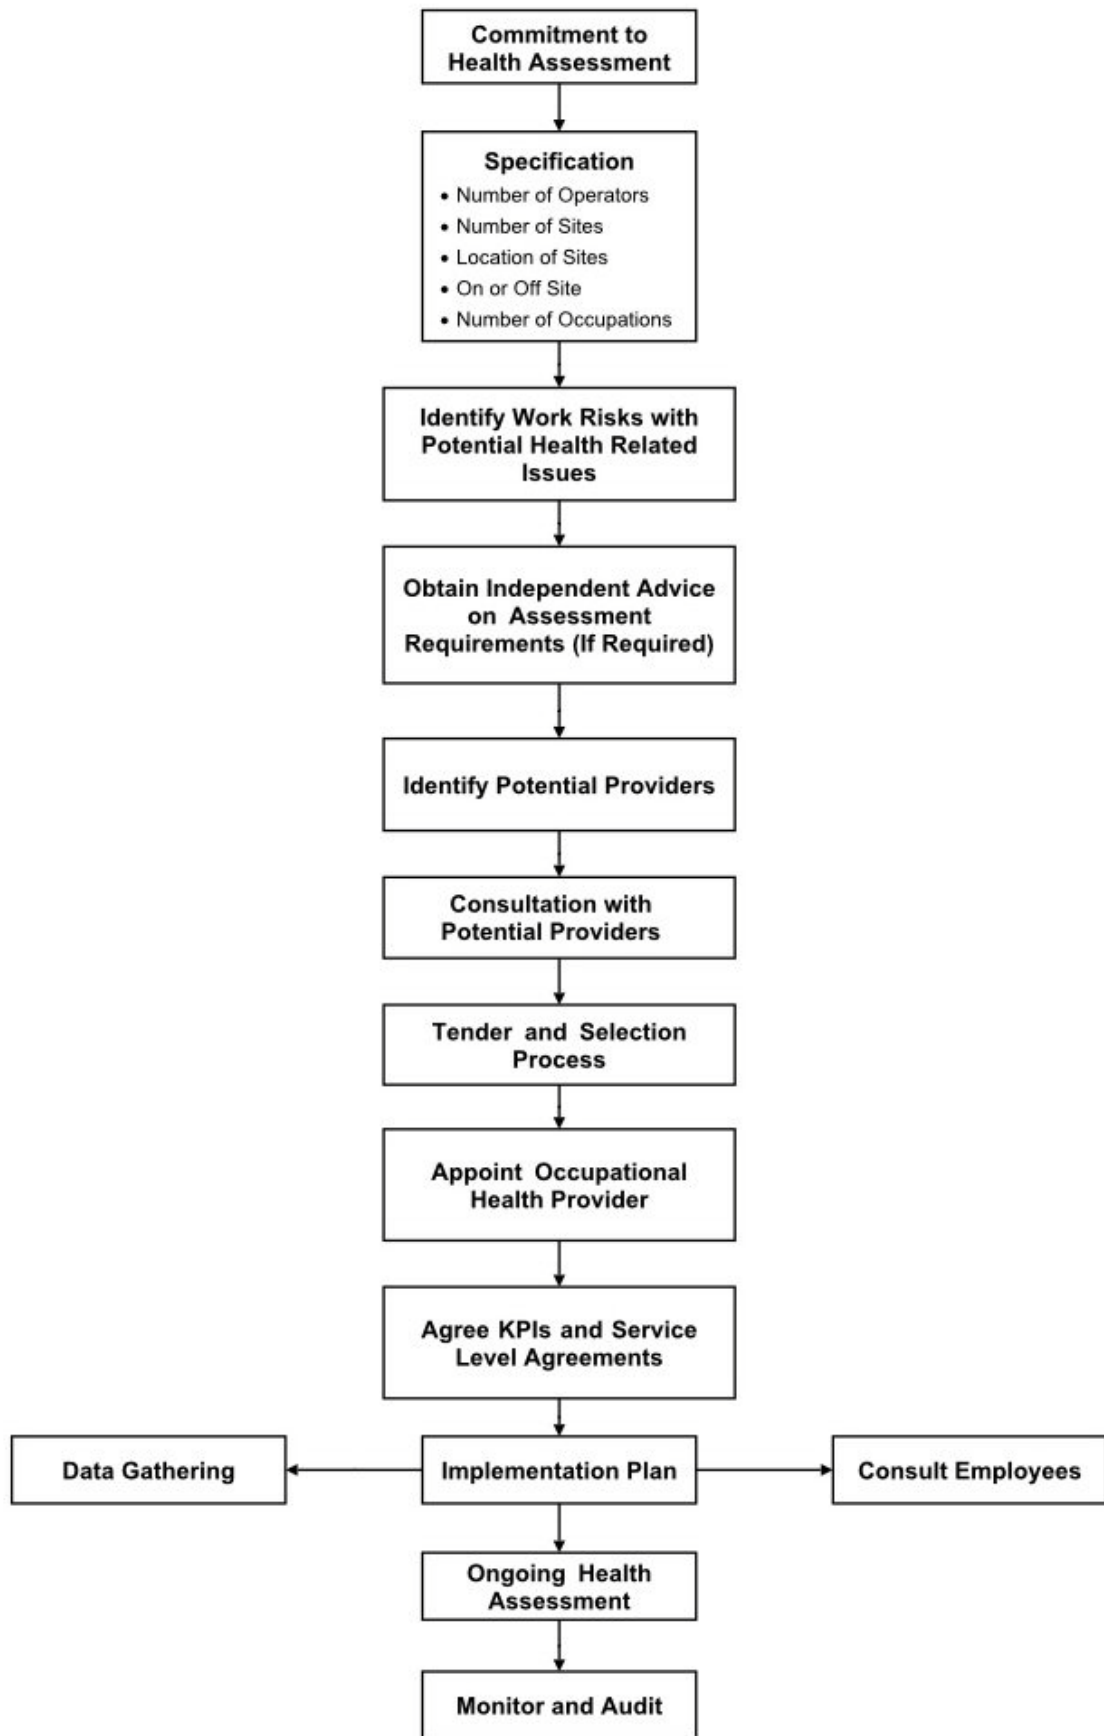 Commitment to
Health Assessment
Specification
• Number of Operators
• Number of Sites
• Location of Sites
• On or Off Site
• Number of Occupations
Identify Work Risks with
Potential Health Related
Issues
Obtain Independent Advice
on Assessment
Requirements (If Required)
Identify Potential Providers
Consultation with
Potential Providers
Tender and Selection
Process
Appoint Occupational
Health Provider
Agree KPIs and Service
Level Agreements
Data Gathering
Implementation Plan
Consult Employees
Ongoing Health
Assessment
Monitor and Audit